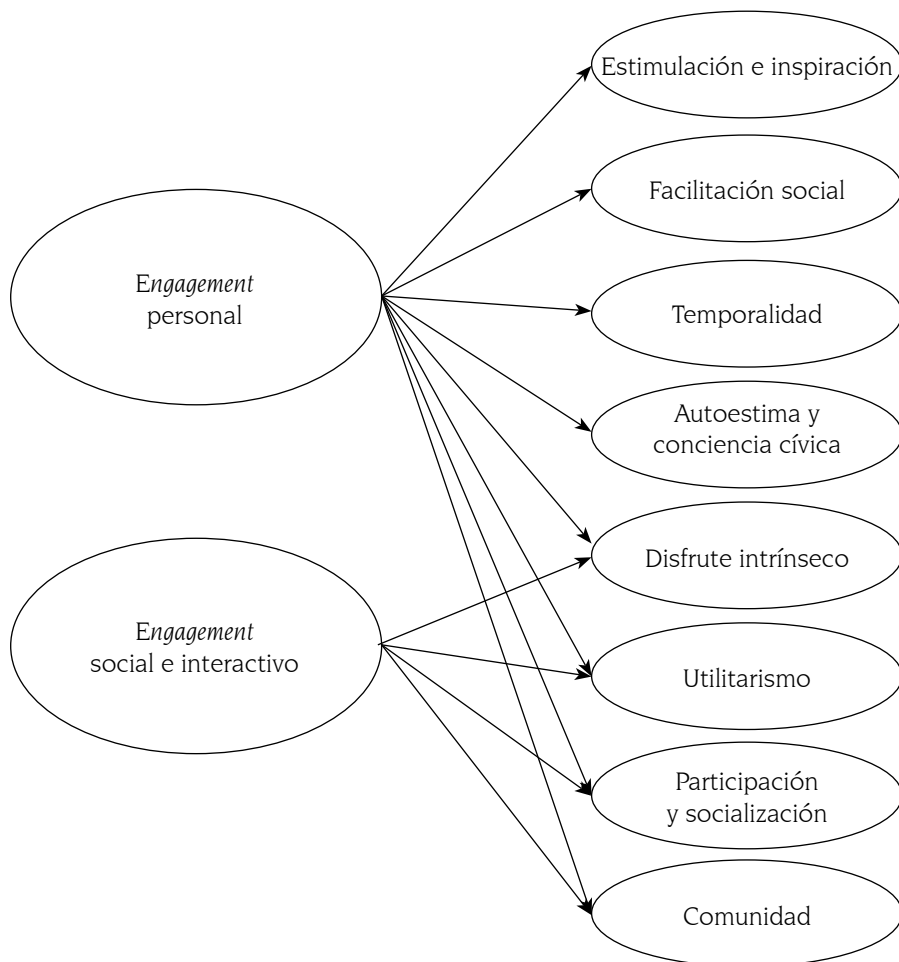 Estimulación e inspiración
Facilitación social
Engagement
personal
Temporalidad
Autoestima y
conciencia cívica
Disfrute intrínseco
Engagement
social e interactivo
Utilitarismo
Participación
y socialización
Comunidad